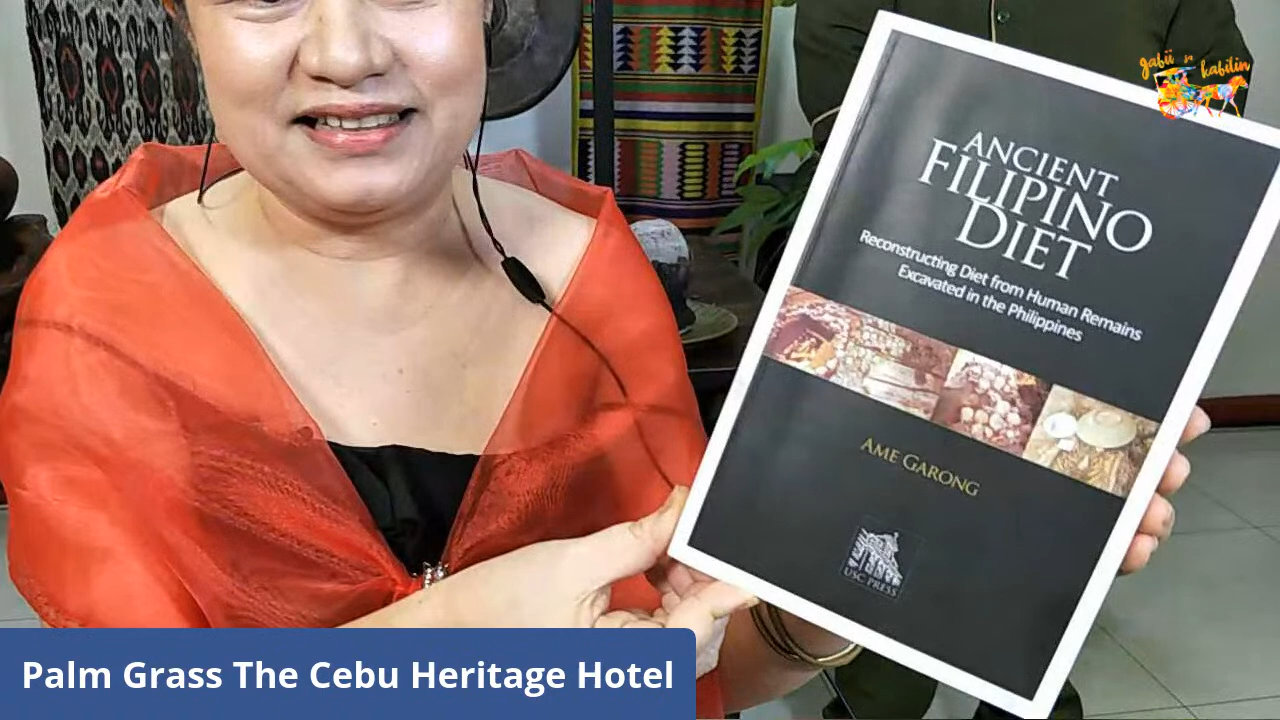 gabii sa kabilin
ANCIENT
FILIPINO
DIET
Reconstructing Diet from Human Remains
Excavated in the Philippines
AME GARONG
USC PRESS
Palm Grass The Cebu Heritage Hotel